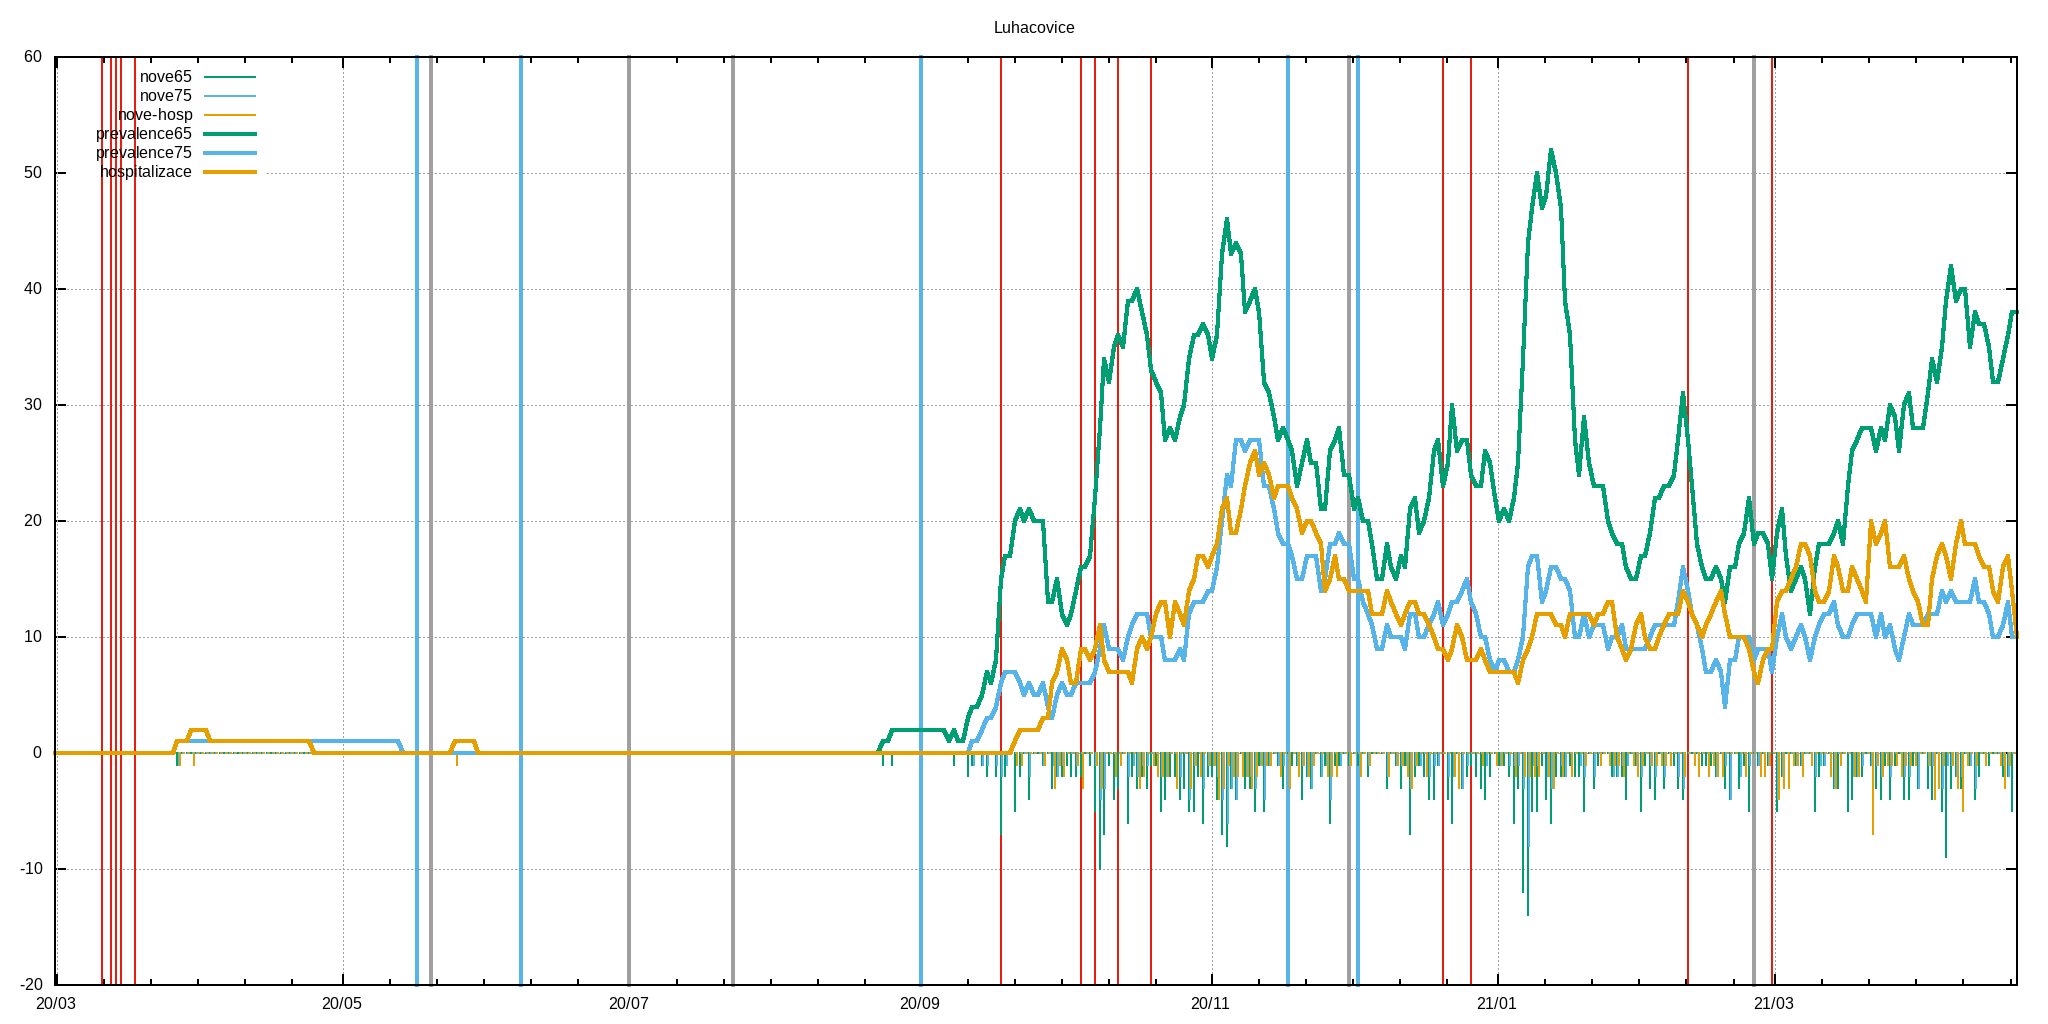 Luhacovice
60
nove65
nove75
nove-hosp
prevalence65
prevalence75
hospitalizace
50
40
30
20
10
0
-10
-20
20/03 20/05 20/07 20/09 20/11 21/01 21/03